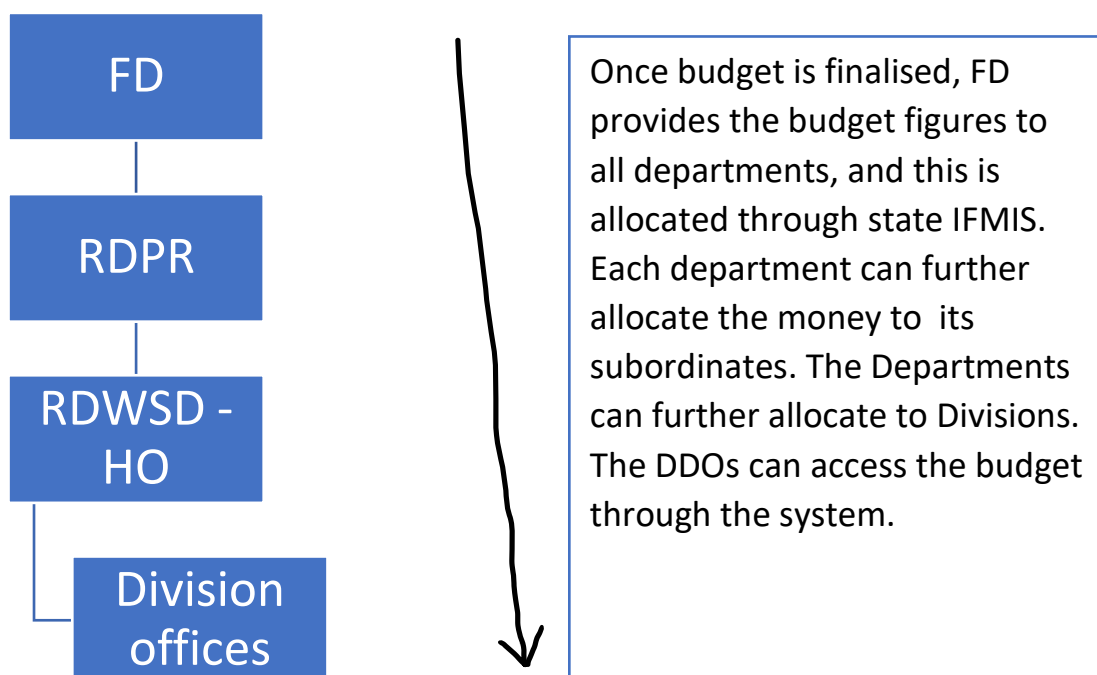 FD
RDPR
RDWSD -
HO
Division
offices
Once budget is finalised, FD
provides the budget figures to
all departments, and this is
allocated through state IFMIS.
Each department can further
allocate the money to  its
subordinates. The Departments
can further allocate to Divisions.
The DDOs can access the budget
through the system.